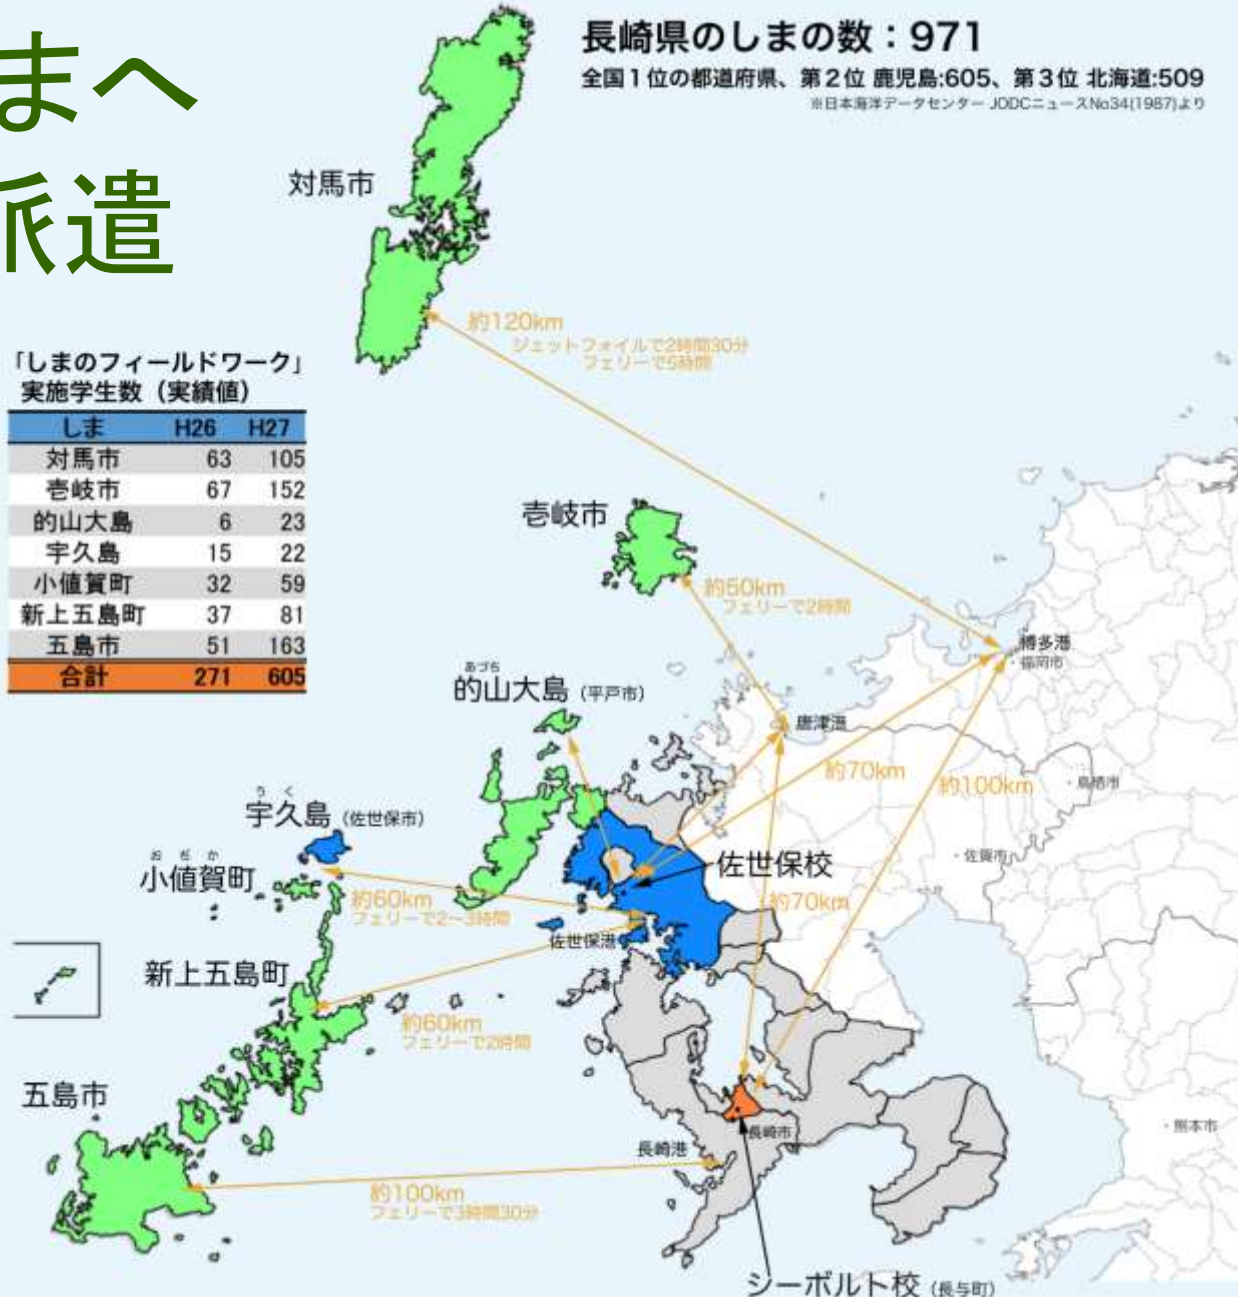 まへ
派遣
長崎県のしまの数：971
全国１位の都道府県、第２位 鹿児島:605、第３位 北海道:509
※日本海洋データセンター JODCニュースNo34(1987)より
対馬市
約120km
ジェットフォイルで2時間30分
フェリーで5時間
「しまのフィールドワーク」
実施学生数（実績値）
しま H26 H27
対馬市 63 105
壱岐市 67 152
的山大島 6 23
宇久島 15 22
小値賀町 32 59
新上五島町 37 81
五島市 51 163
合計 271 605
壱岐市
約50km
フェリーで2時間
博多港
・福岡市
あづち
的山大島（平戸市）
唐津港
約70km
約100km
・鳥栖市
うく
宇久島（佐世保市）
・佐賀市
佐世保校
おぢか
小値賀町
約60km
フェリーで2〜3時間
約70km
佐世保港
新上五島町
約60km
フェリーで2時間
五島市
・熊本市
長崎市
長崎港
約100km
フェリーで3時間30分
シーボルト校（長与町）